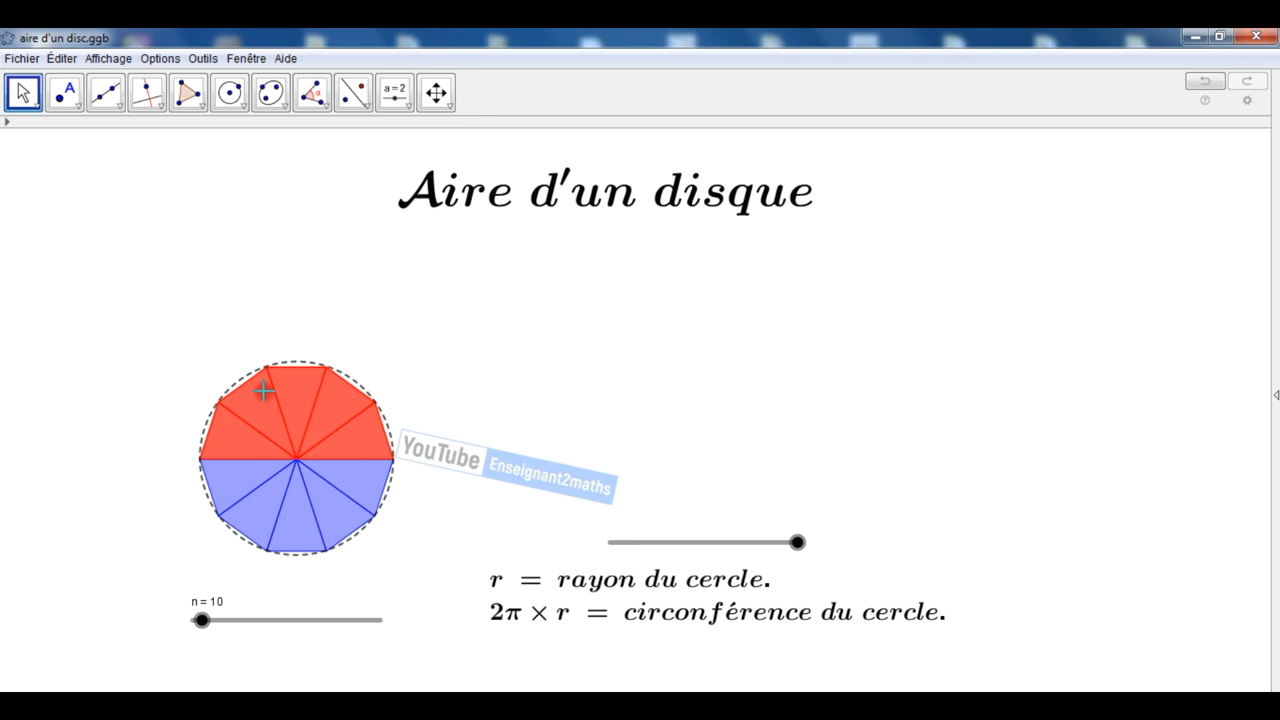 aire d'un disc.ggb
Fichier Éditer Affichage Options Outils Fenêtre Aide
A
α
a = 2
Aire d'un disque
YouTube Enseignant2maths
r = rayon du cercle.
n = 10
2π × r = circonférence du cercle.